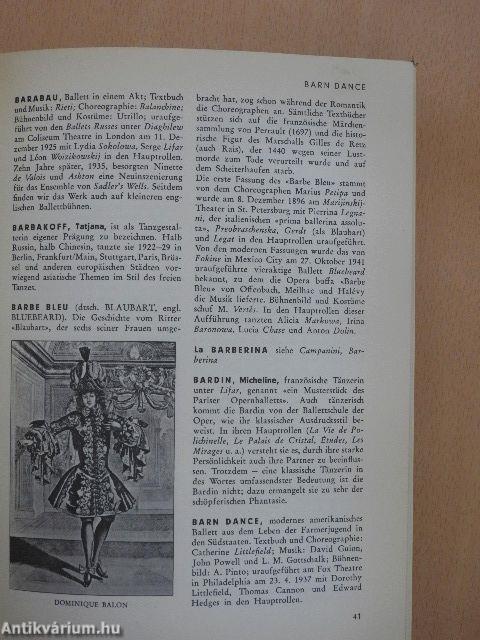 BARN DANCE
BARABAU, Ballett in einem Akt; Textbuch
und Musik: Rieti; Choreographie: Balanchine;
Bühnenbild und Kostüme: Utrillo; uraufge-
führt von den Ballets Russes unter Diaghilew
am Coliseum Theatre in London am 11. De-
zember 1925 mit Lydia Sokolowa, Serge Lifar
und Léon Woizikowskij in den Hauptrollen.
Zehn Jahre später, 1935, besorgten Ninette
de Valois und Ashton eine Neuinszenierung
für das Ensemble von Sadler's Wells. Seitdem
finden wir das Werk auch auf kleineren eng-
lischen Ballettbühnen.
BARBAKOFF, Tatjana, ist als Tanzgestal-
terin eigener Prägung zu bezeichnen. Halb
Russin, halb Chinesin, tanzte sie 1922–29 in
Berlin, Frankfurt/Main, Stuttgart, Paris, Brüs-
sel und anderen europäischen Städten vor-
wiegend asiatische Themen im Stil des freien
Tanzes.
BARBE BLEU (dtsch. BLAUBART, engl.
BLUEBEARD). Die Geschichte vom Ritter
»Blaubart«, der sechs seiner Frauen umge-
DOMINIQUE BALON
bracht hat, zog schon während der Romantik
die Choreographen an. Sämtliche Textbücher
stützen sich auf die französische Märchen-
sammlung von Perrault (1697) und die histo-
rische Figur des Marschalls Gilles de Retz
(auch Rais), der 1440 wegen seiner Lust-
morde zum Tode verurteilt wurde und auf
dem Scheiterhaufen starb.
Die erste Fassung des »Barbe Bleu« stammt
von dem Choreographen Marius Petipa und
wurde am 8. Dezember 1896 am Marijinskij-
Theater in St. Petersburg mit Pierrina Legna-
ni, der italienischen »prima ballerina assolu-
ta«, Preobraschenska, Gerdt (als Blaubart)
und Legat in den Hauptrollen uraufgeführt.
Von den modernen Fassungen wurde das von
Fokine in Mexico City am 27. Oktober 1941
uraufgeführte vieraktige Ballett Bluebeard
bekannt, zu dem die Opera buffa »Barbe
Bleu« von Offenbach, Meilhac und Halévy
die Musik lieferte. Bühnenbild und Kostüme
schuf M. Vertès. In den Hauptrollen dieser
Aufführung tanzten Alicia Markowa, Irina
Baronowa, Lucia Chase und Anton Dolin.
La BARBERINA siehe Campanini, Bar-
berina
BARDIN, Micheline, französische Tänzerin
unter Lifar, genannt »ein Musterstück des
Pariser Opernballetts«. Auch tänzerisch
kommt die Bardin von der Ballettschule der
Oper, wie ihr klassischer Ausdrucksstil be-
weist. In ihren Hauptrollen (La Vie de Po-
lichinelle, Le Palais de Cristal, Etudes, Les
Mirages u. a.) versteht sie es, durch ihre starke
Persönlichkeit auch ihre Partner zu beeinflus-
sen. Trotzdem – eine klassische Tänzerin in
des Wortes umfassender Bedeutung ist die
Bardin nicht; dazu ermangelt sie zu sehr der
schöpferischen Phantasie.
BARN DANCE, modernes amerikanisches
Ballett aus dem Leben der Farmerjugend in
den Südstaaten. Textbuch und Choreographie:
Catherine Littlefield; Musik: David Guion,
John Powell und L. M. Gottschalk; Bühnen-
bild: A. Pinto; uraufgeführt am Fox Theatre
in Philadelphia am 23. 4. 1937 mit Dorothy
Littlefield, Thomas Cannon und Edward
Hedges in den Hauptrollen.
41
Antikvárium.hu